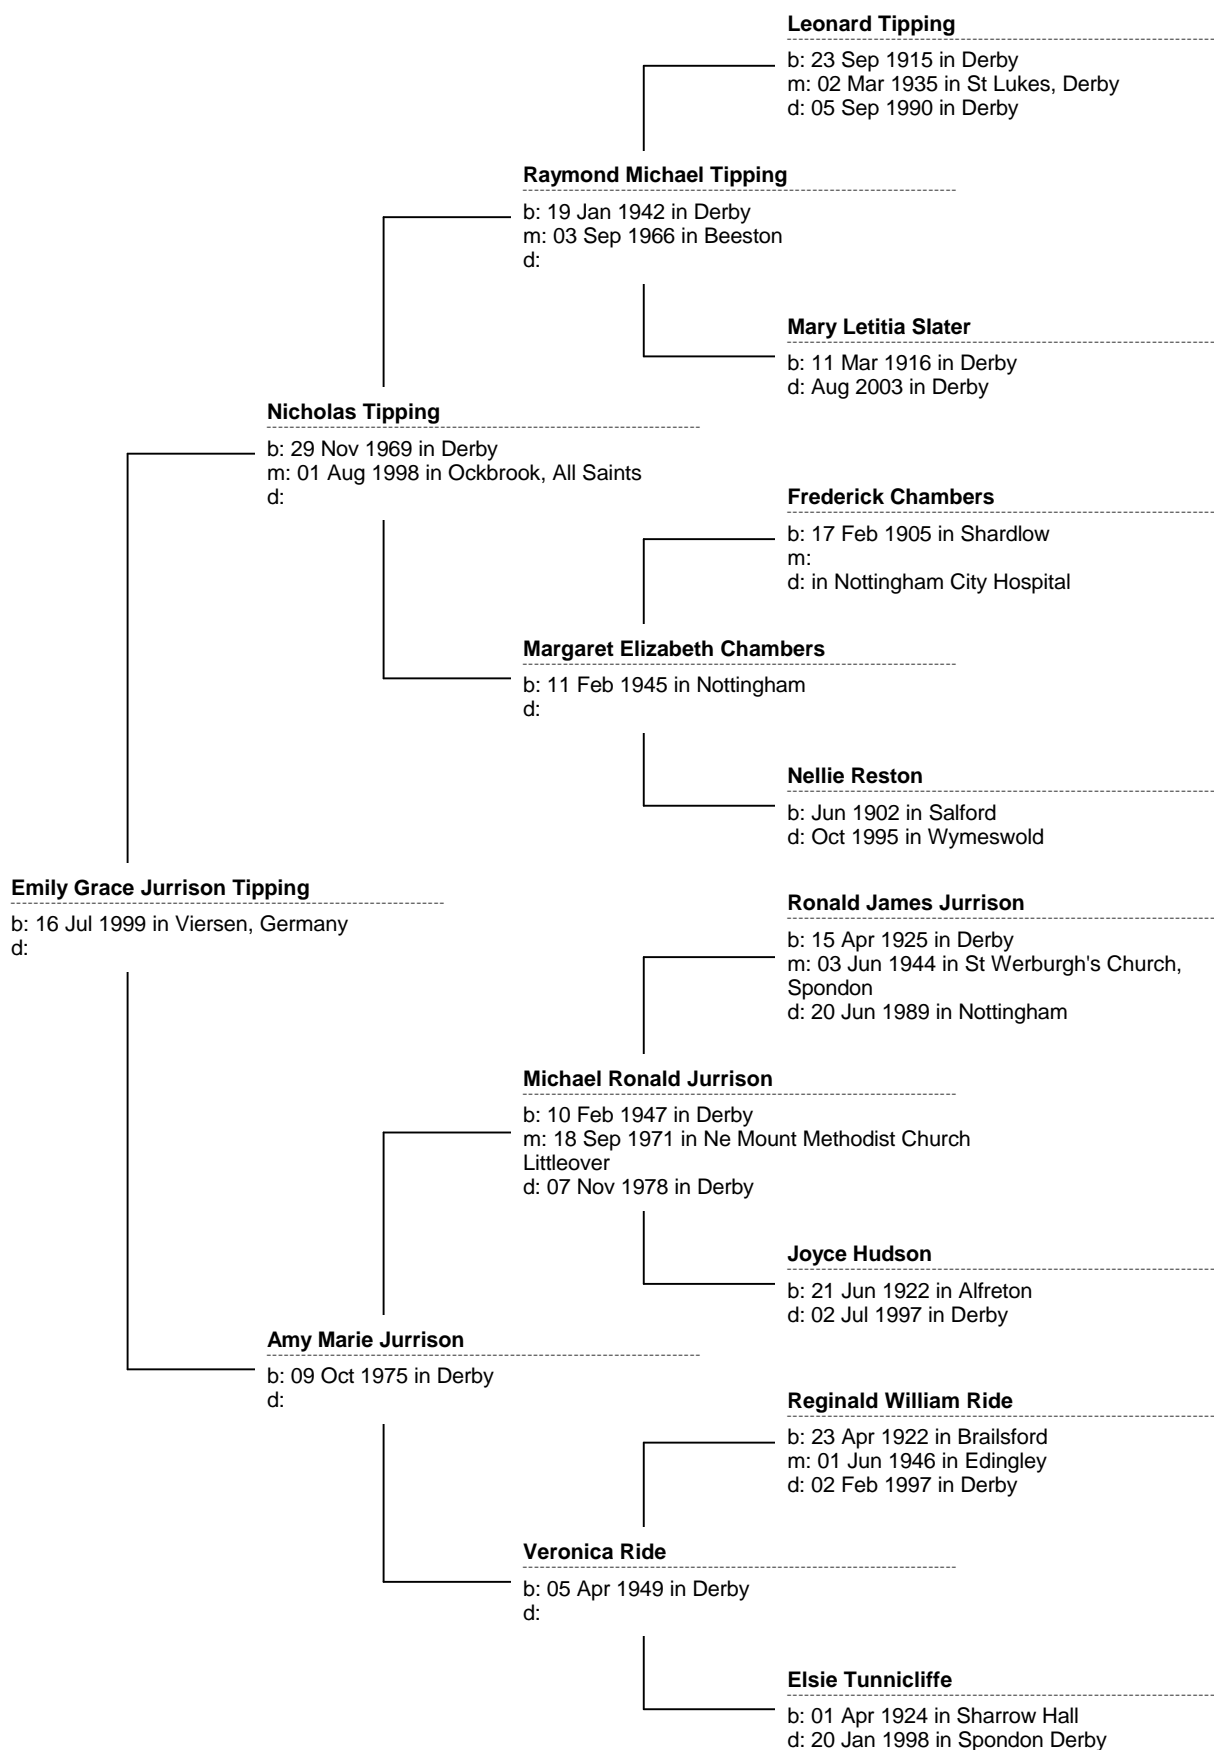 Leonard Tipping
b: 23 Sep 1915 in Derby
m: 02 Mar 1935 in St Lukes, Derby
d: 05 Sep 1990 in Derby
Raymond Michael Tipping
b: 19 Jan 1942 in Derby
m: 03 Sep 1966 in Beeston
d:
Mary Letitia Slater
b: 11 Mar 1916 in Derby
d: Aug 2003 in Derby
Nicholas Tipping
b: 29 Nov 1969 in Derby
m: 01 Aug 1998 in Ockbrook, All Saints
d:
Frederick Chambers
b: 17 Feb 1905 in Shardlow
m:
d: in Nottingham City Hospital
Margaret Elizabeth Chambers
b: 11 Feb 1945 in Nottingham
d:
Nellie Reston
b: Jun 1902 in Salford
d: Oct 1995 in Wymeswold
Emily Grace Jurrison Tipping
b: 16 Jul 1999 in Viersen, Germany
d:
Ronald James Jurrison
b: 15 Apr 1925 in Derby
m: 03 Jun 1944 in St Werburgh's Church,
Spondon
d: 20 Jun 1989 in Nottingham
Michael Ronald Jurrison
b: 10 Feb 1947 in Derby
m: 18 Sep 1971 in Ne Mount Methodist Church
Littleover
d: 07 Nov 1978 in Derby
Joyce Hudson
b: 21 Jun 1922 in Alfreton
d: 02 Jul 1997 in Derby
Amy Marie Jurrison
b: 09 Oct 1975 in Derby
d:
Reginald William Ride
b: 23 Apr 1922 in Brailsford
m: 01 Jun 1946 in Edingley
d: 02 Feb 1997 in Derby
Veronica Ride
b: 05 Apr 1949 in Derby
d:
Elsie Tunnicliffe
b: 01 Apr 1924 in Sharrow Hall
d: 20 Jan 1998 in Spondon Derby